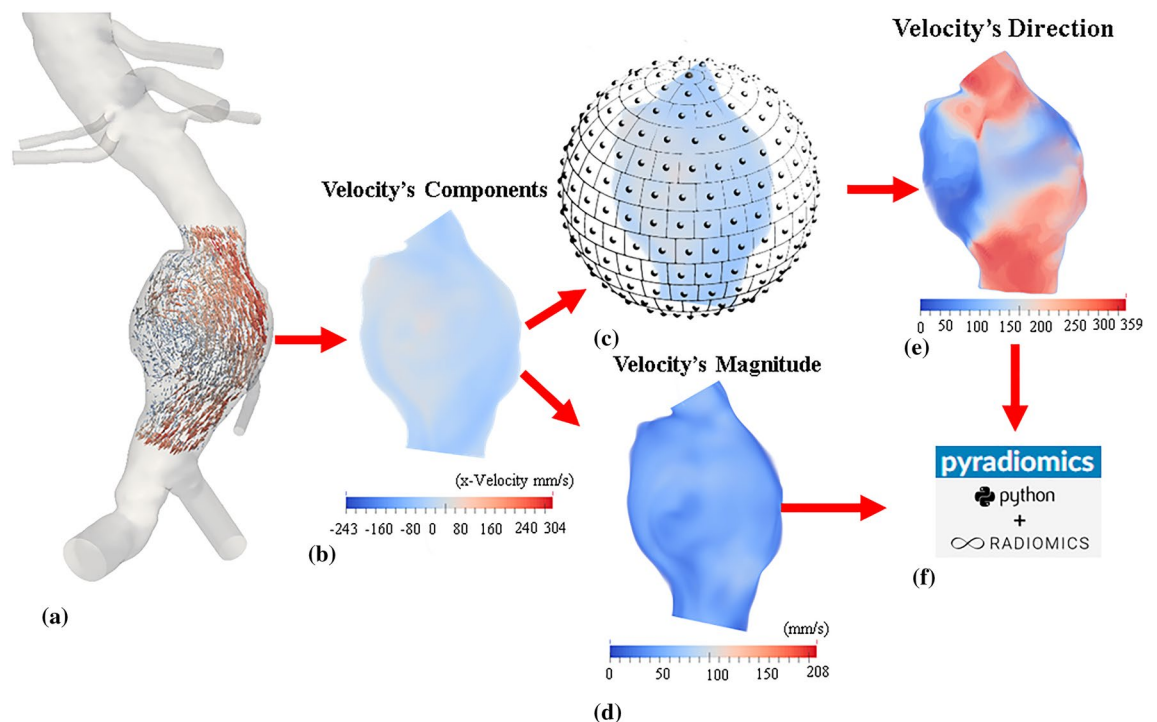 Velocity's Direction
Velocity's Components
0 50 100 150 200 250 300 359
(c)
(e)
Velocity's Magnitude
(x-Velocity mm/s)
-243 -160 -80 0 80 160 240 304
(b)
pyradiomics
python
+
RADIOMICS
(f)
(a)
(mm/s)
0 50 100 150 208
(d)